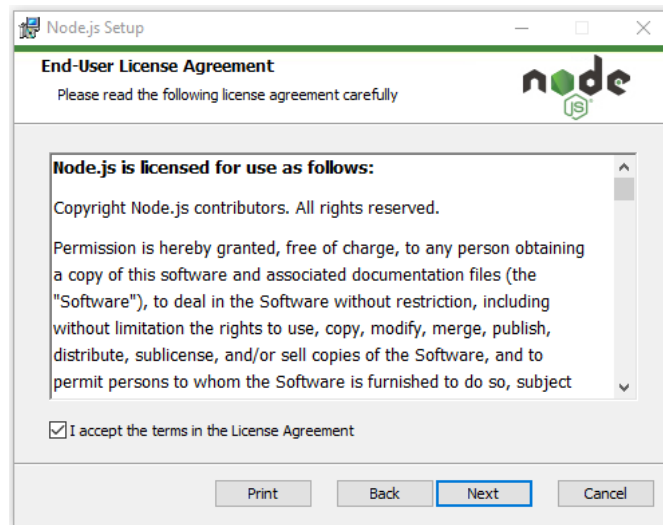 Node.js Setup
End-User License Agreement
Please read the following license agreement carefully
node
JS
Node.js is licensed for use as follows:
Copyright Node.js contributors. All rights reserved.
Permission is hereby granted, free of charge, to any person obtaining
a copy of this software and associated documentation files (the
"Software"), to deal in the Software without restriction, including
without limitation the rights to use, copy, modify, merge, publish,
distribute, sublicense, and/or sell copies of the Software, and to
permit persons to whom the Software is furnished to do so, subject
I accept the terms in the License Agreement
Print Back Next Cancel